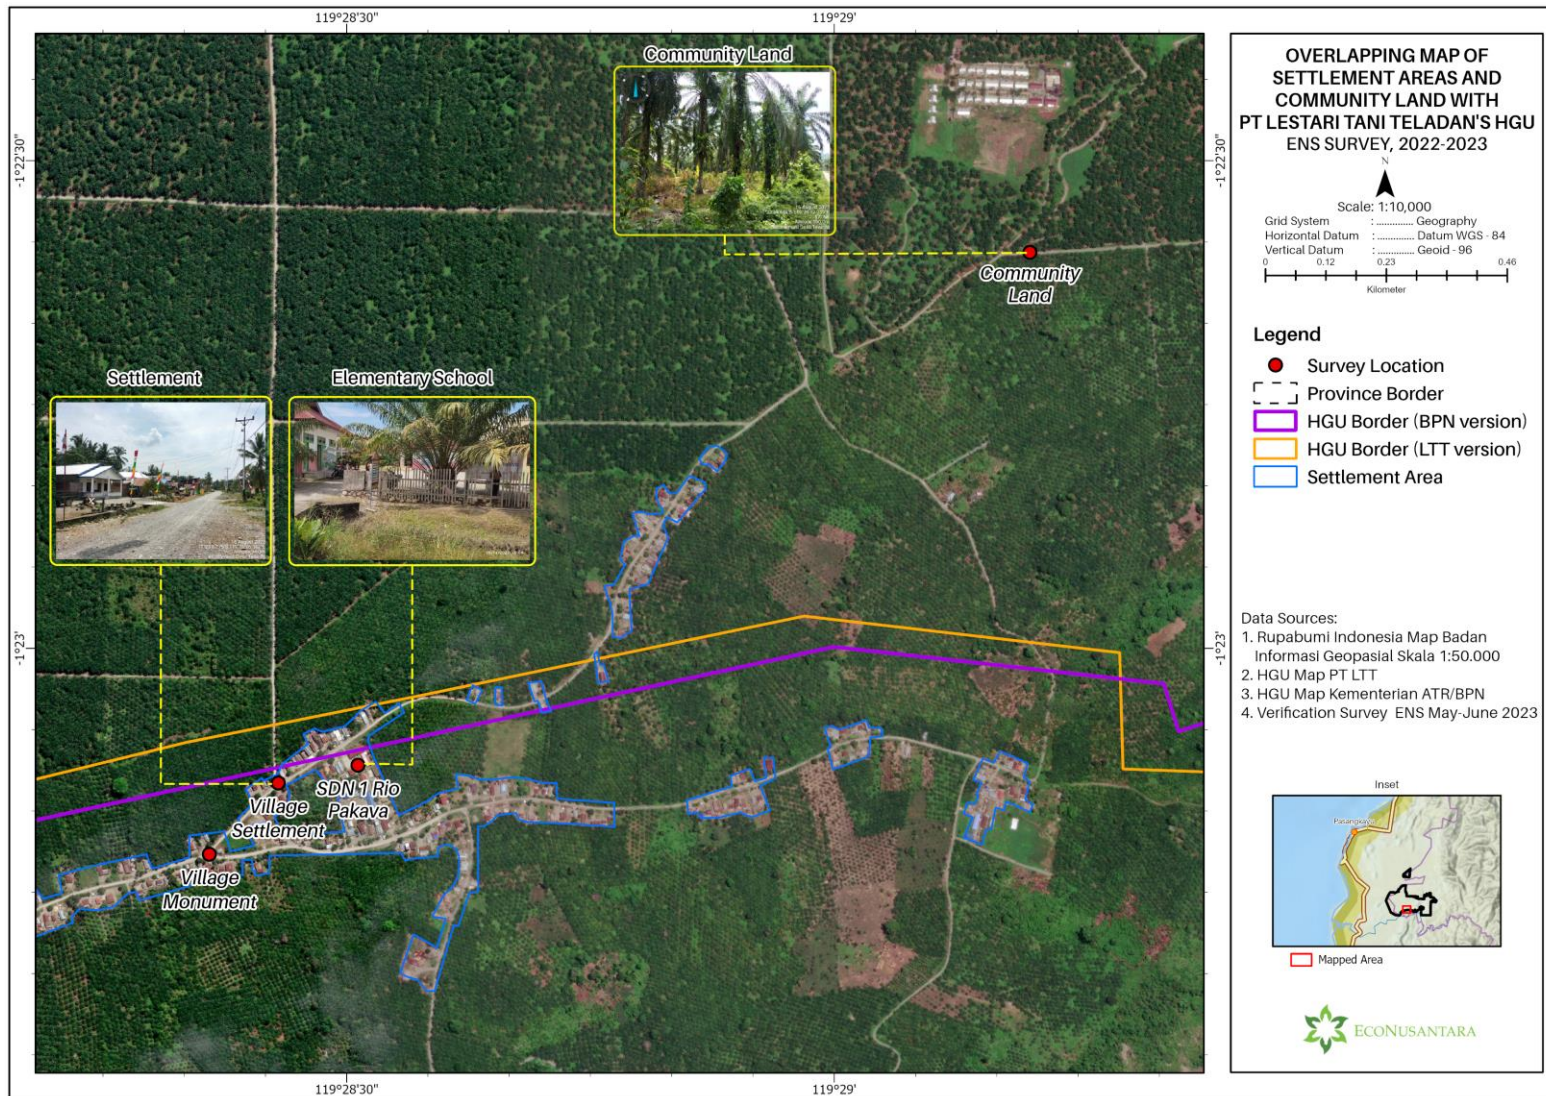 119°28'30"
119°29'
Community Land
-1°22'30"
-1°22'30"
Community
Land
Settlement
Elementary School
-1°23'
-1°23'
SDN 1 Rio
Pakava
Village
Settlement
Village
Monument
119°28'30"
119°29'
OVERLAPPING MAP OF
SETTLEMENT AREAS AND
COMMUNITY LAND WITH
PT LESTARI TANI TELADAN'S HGU
ENS SURVEY, 2022-2023
N
Scale: 1:10,000
Grid System : ............. Geography
Horizontal Datum : ............. Datum WGS - 84
Vertical Datum : ............. Geoid - 96
0 0.12 0.23 0.46
Kilometer
Legend
Survey Location
Province Border
HGU Border (BPN version)
HGU Border (LTT version)
Settlement Area
Data Sources:
1. Rupabumi Indonesia Map Badan
Informasi Geopasial Skala 1:50.000
2. HGU Map PT LTT
3. HGU Map Kementerian ATR/BPN
4. Verification Survey ENS May-June 2023
Inset
Pasangkayu
Mapped Area
ECONUSANTARA